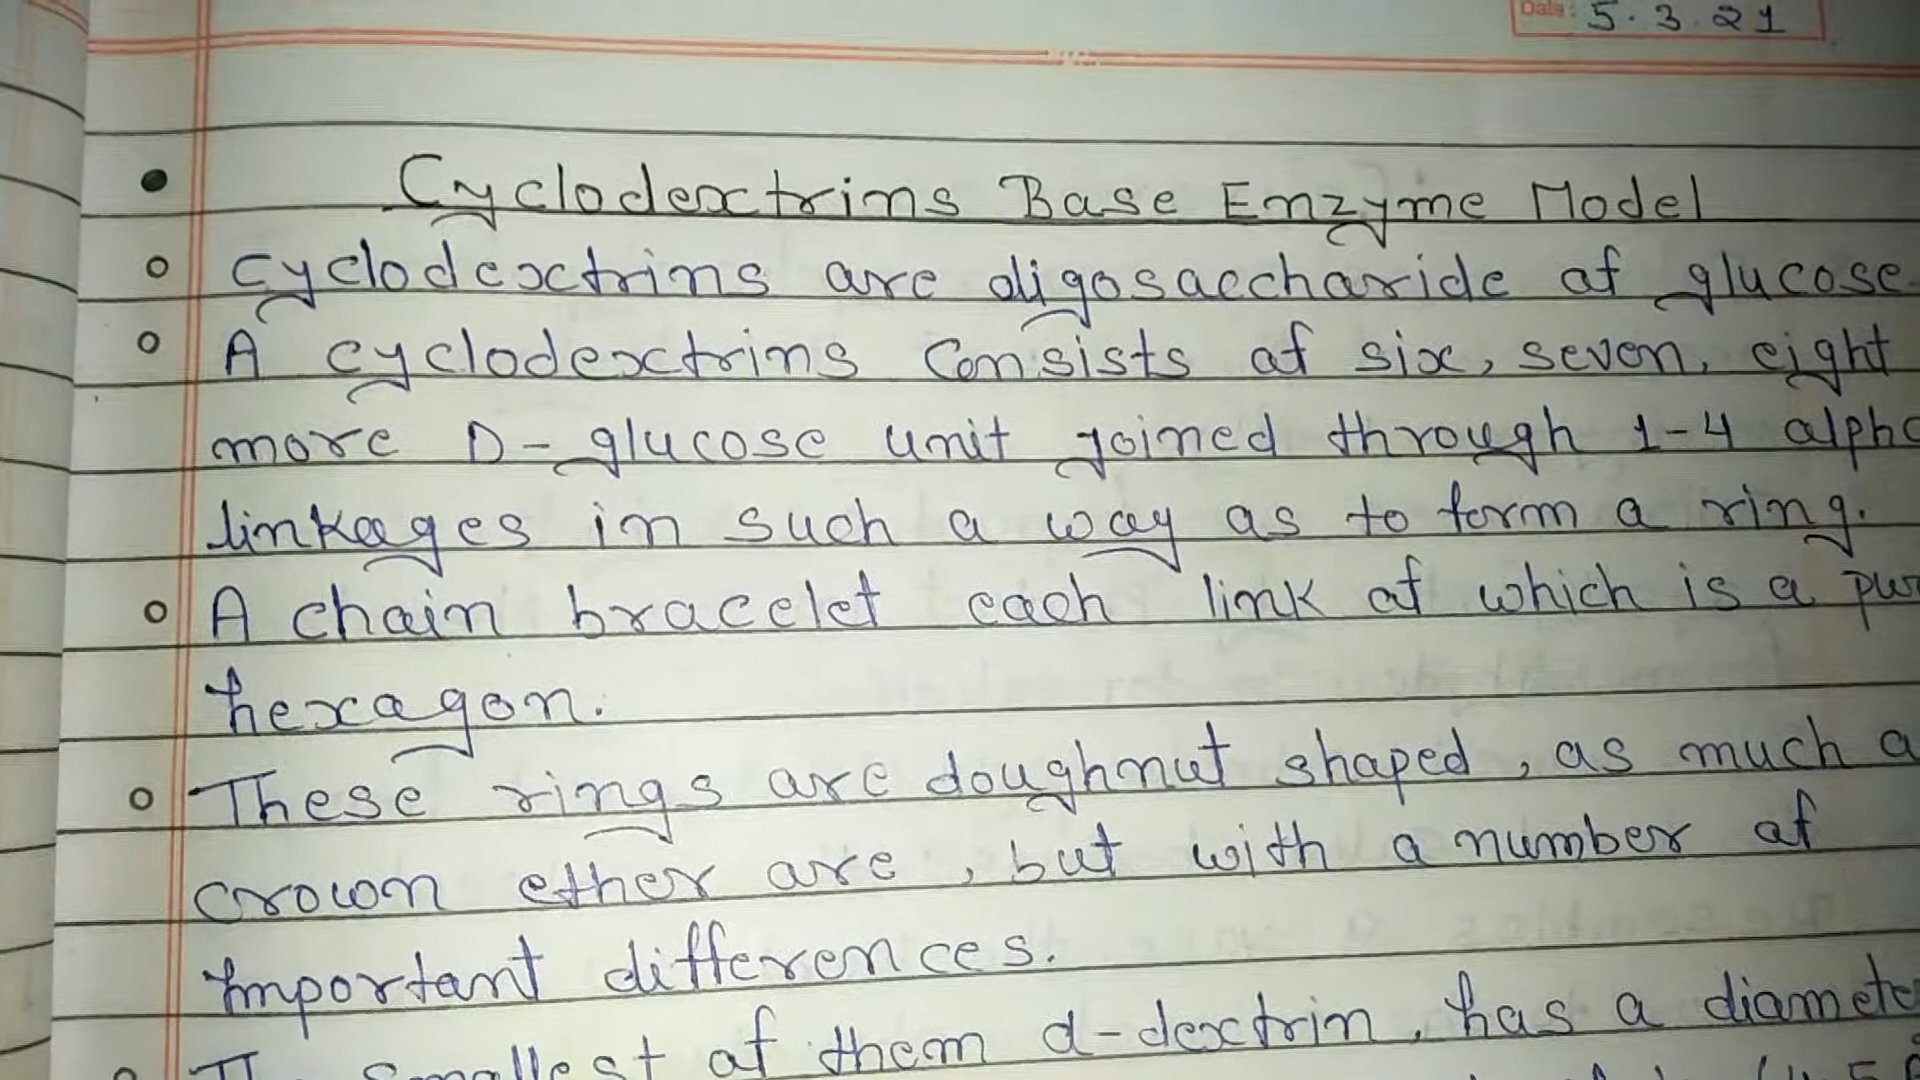 Date: 5.3.21
Cyclodextrins Base Enzyme Model
Cyclodextrins are oligosaccharide of glucose
A cyclodextrins Consists of six, seven, eight
more D-glucose unit joined through 1-4
linkages in such a way as to form a ring.
A chain bracelet each link of which is a
hexagon.
These rings are doughnut shaped, as much
crown ether are, but with a number of
Important differences.
smallest of them α-dextrin, has a